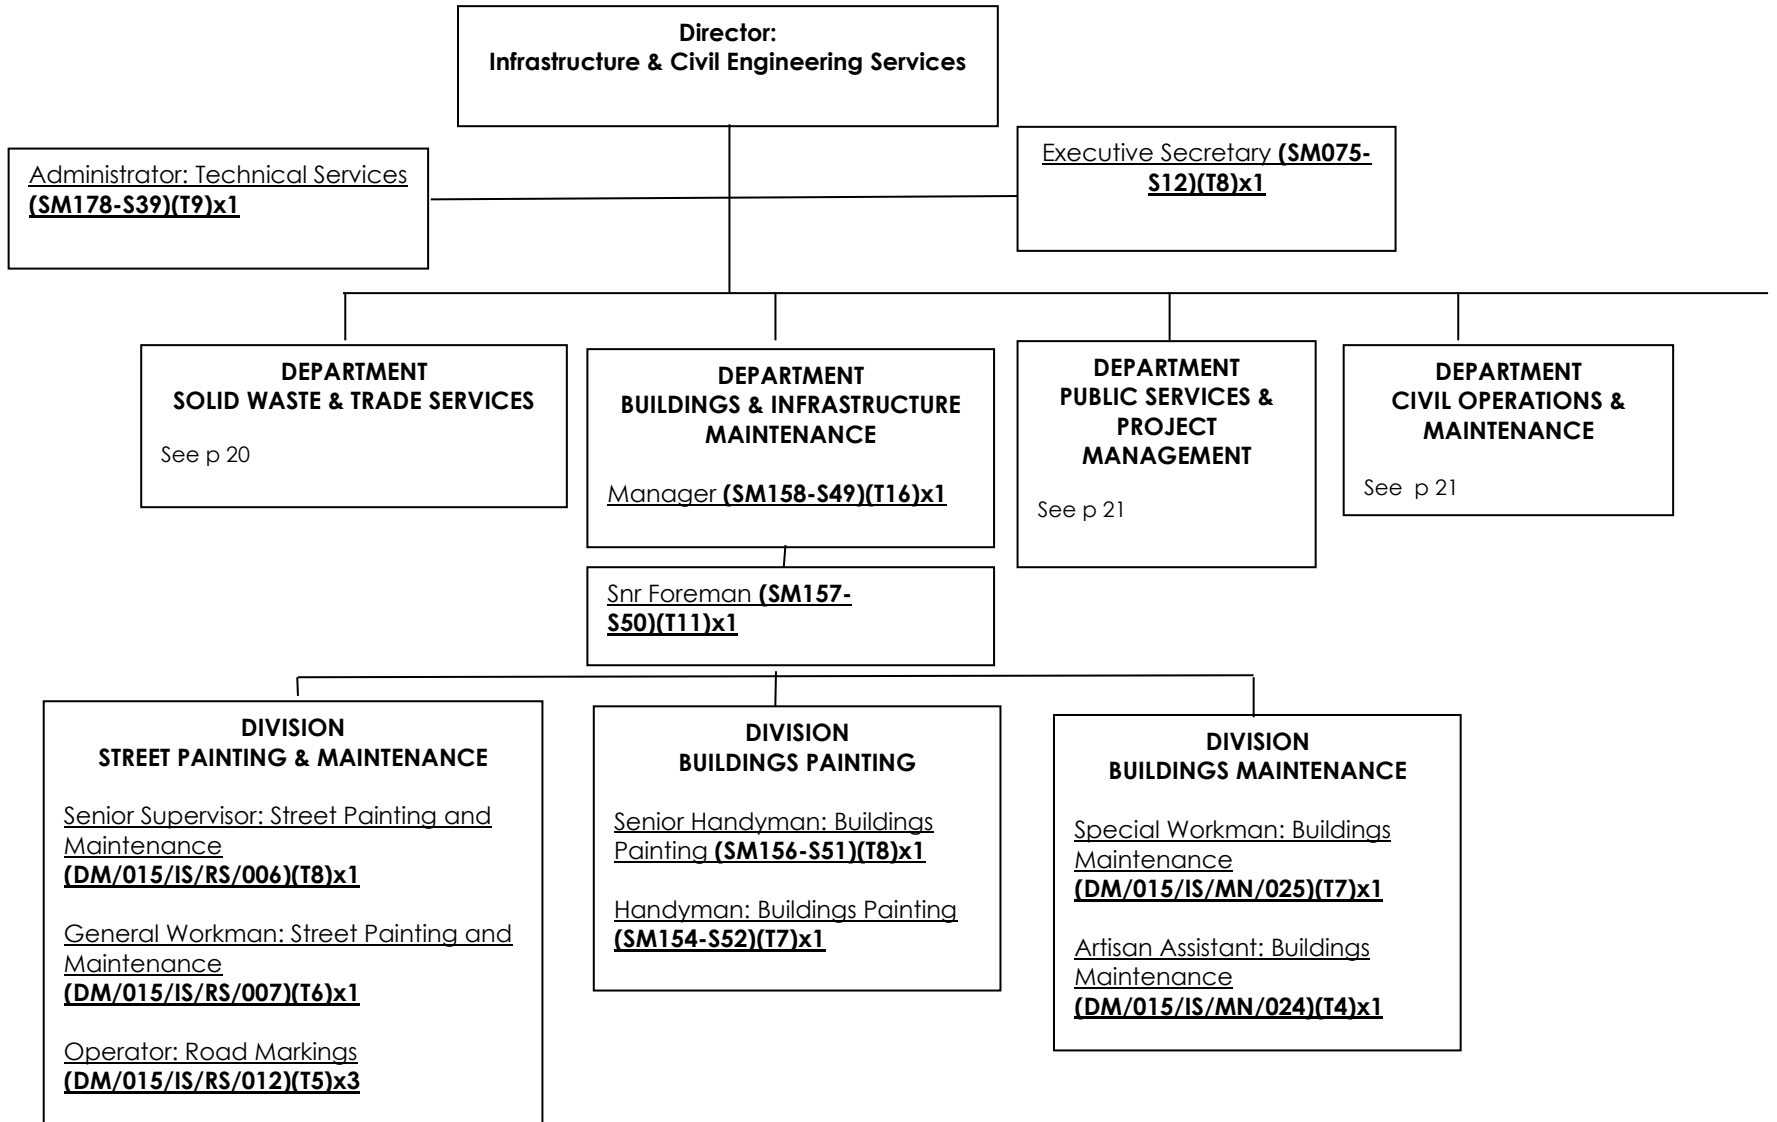 Director:
Infrastructure & Civil Engineering Services
Administrator: Technical Services
(SM178-S39)(T9)x1
Executive Secretary (SM075-
S12)(T8)x1
DEPARTMENT
SOLID WASTE & TRADE SERVICES
See p 20
DEPARTMENT
BUILDINGS & INFRASTRUCTURE
MAINTENANCE
Manager (SM158-S49)(T16)x1
DEPARTMENT
PUBLIC SERVICES &
PROJECT
MANAGEMENT
See p 21
DEPARTMENT
CIVIL OPERATIONS &
MAINTENANCE
See p 21
Snr Foreman (SM157-
S50)(T11)x1
DIVISION
STREET PAINTING & MAINTENANCE
Senior Supervisor: Street Painting and
Maintenance
(DM/015/IS/RS/006)(T8)x1
General Workman: Street Painting and
Maintenance
(DM/015/IS/RS/007)(T6)x1
Operator: Road Markings
(DM/015/IS/RS/012)(T5)x3
DIVISION
BUILDINGS PAINTING
Senior Handyman: Buildings
Painting (SM156-S51)(T8)x1
Handyman: Buildings Painting
(SM154-S52)(T7)x1
DIVISION
BUILDINGS MAINTENANCE
Special Workman: Buildings
Maintenance
(DM/015/IS/MN/025)(T7)x1
Artisan Assistant: Buildings
Maintenance
(DM/015/IS/MN/024)(T4)x1